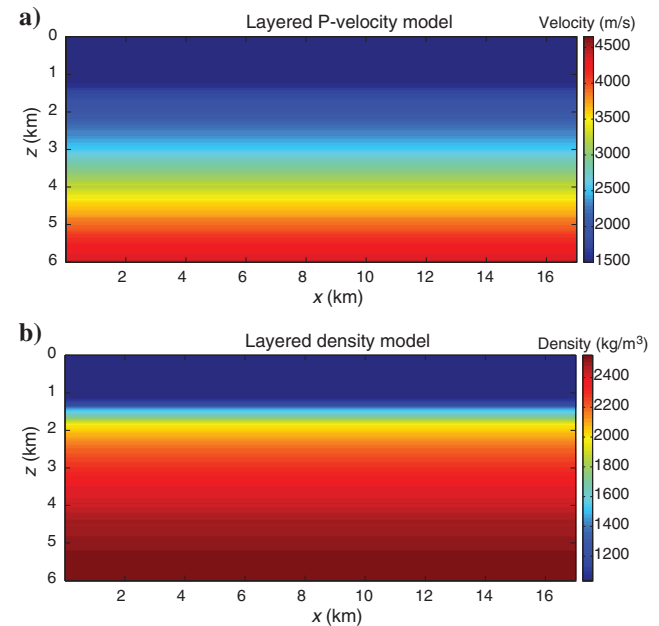 a)
Layered P-velocity model
Velocity (m/s)
0
1
2
3
4
5
6
z (km)
2 4 6 8 10 12 14 16
x (km)
4500
4000
3500
3000
2500
2000
1500
b)
Layered density model
Density (kg/m³)
0
1
2
3
4
5
6
z (km)
2 4 6 8 10 12 14 16
x (km)
2400
2200
2000
1800
1600
1400
1200